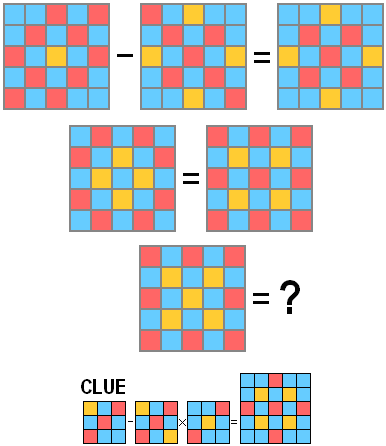 − =
=
= ?
CLUE
− × =